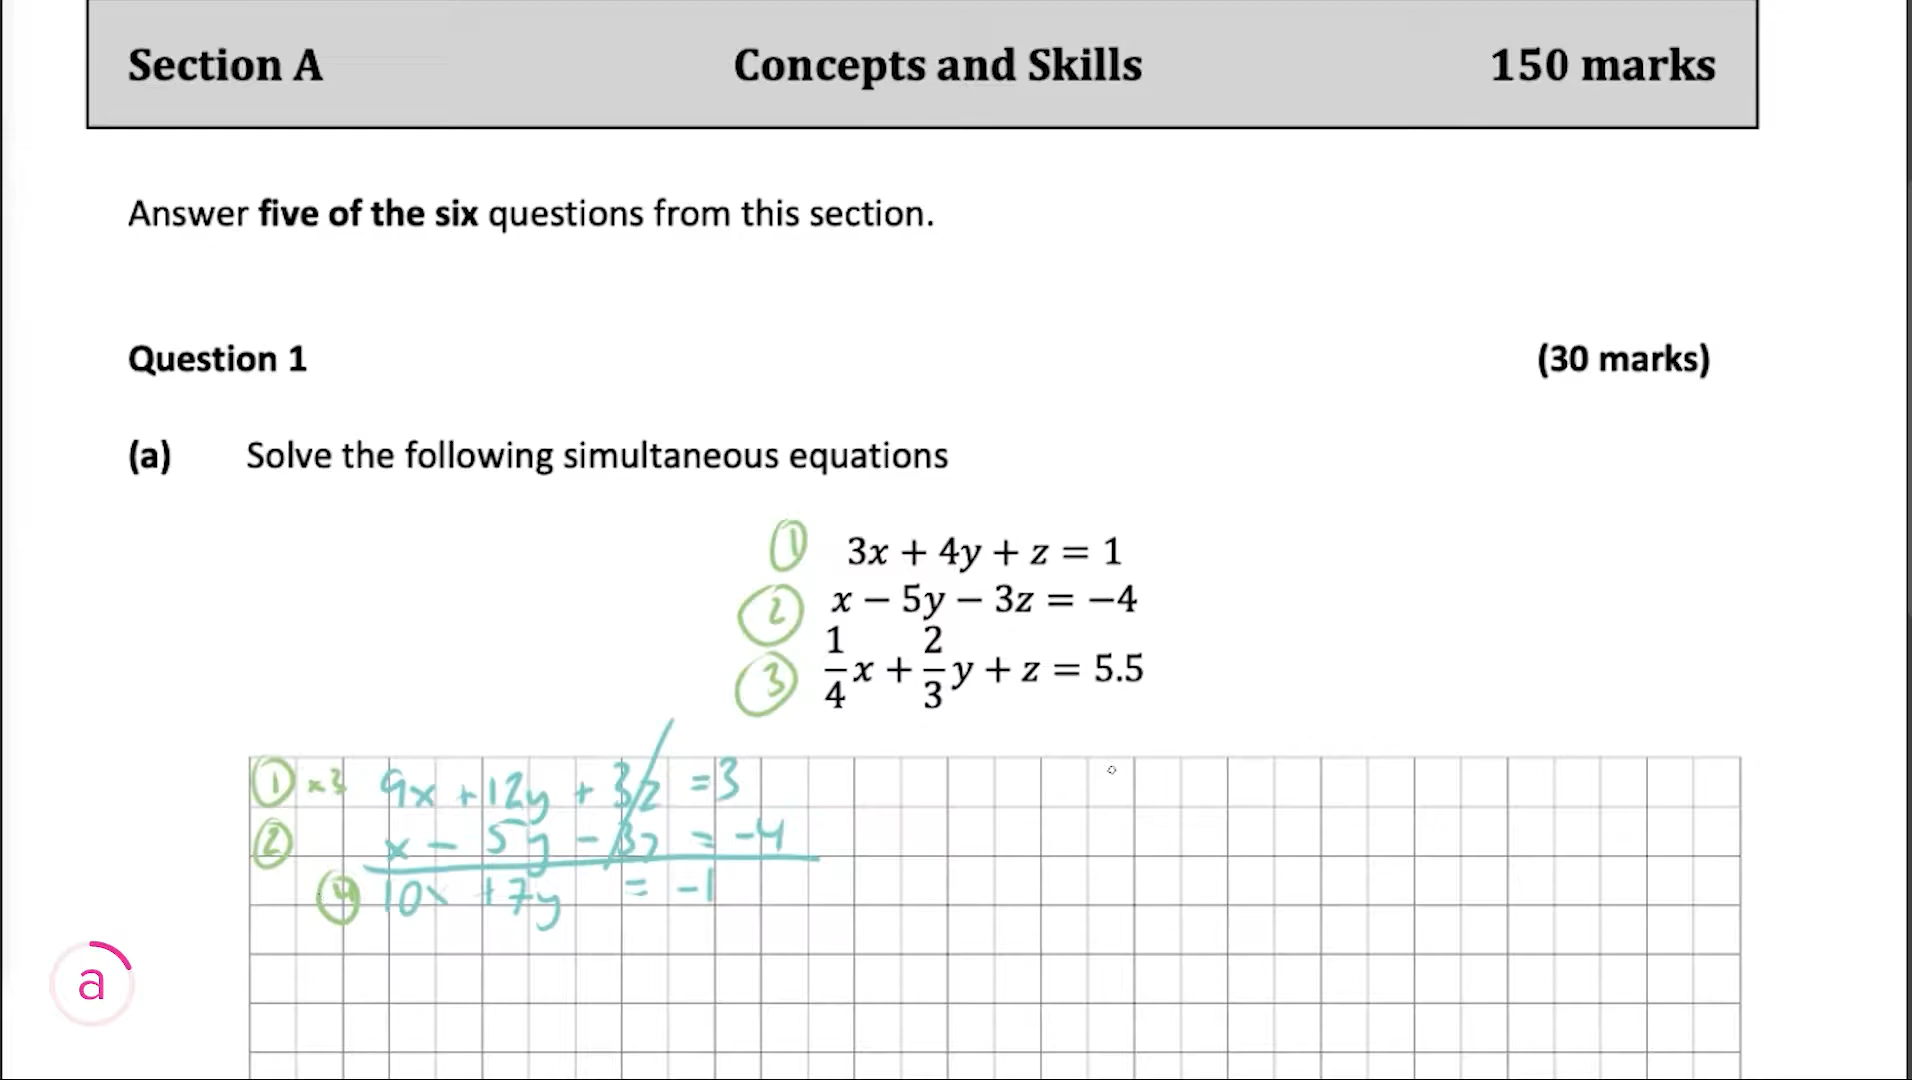 Section A Concepts and Skills 150 marks
Answer five of the six questions from this section.
Question 1 (30 marks)
(a) Solve the following simultaneous equations
① 3x + 4y + z = 1
② x − 5y − 3z = −4
③ 1/4 x + 2/3 y + z = 5.5
① ×3 9x + 12y + 3z = 3
② x − 5y − 3z = −4
④ 10x + 7y = −1
a